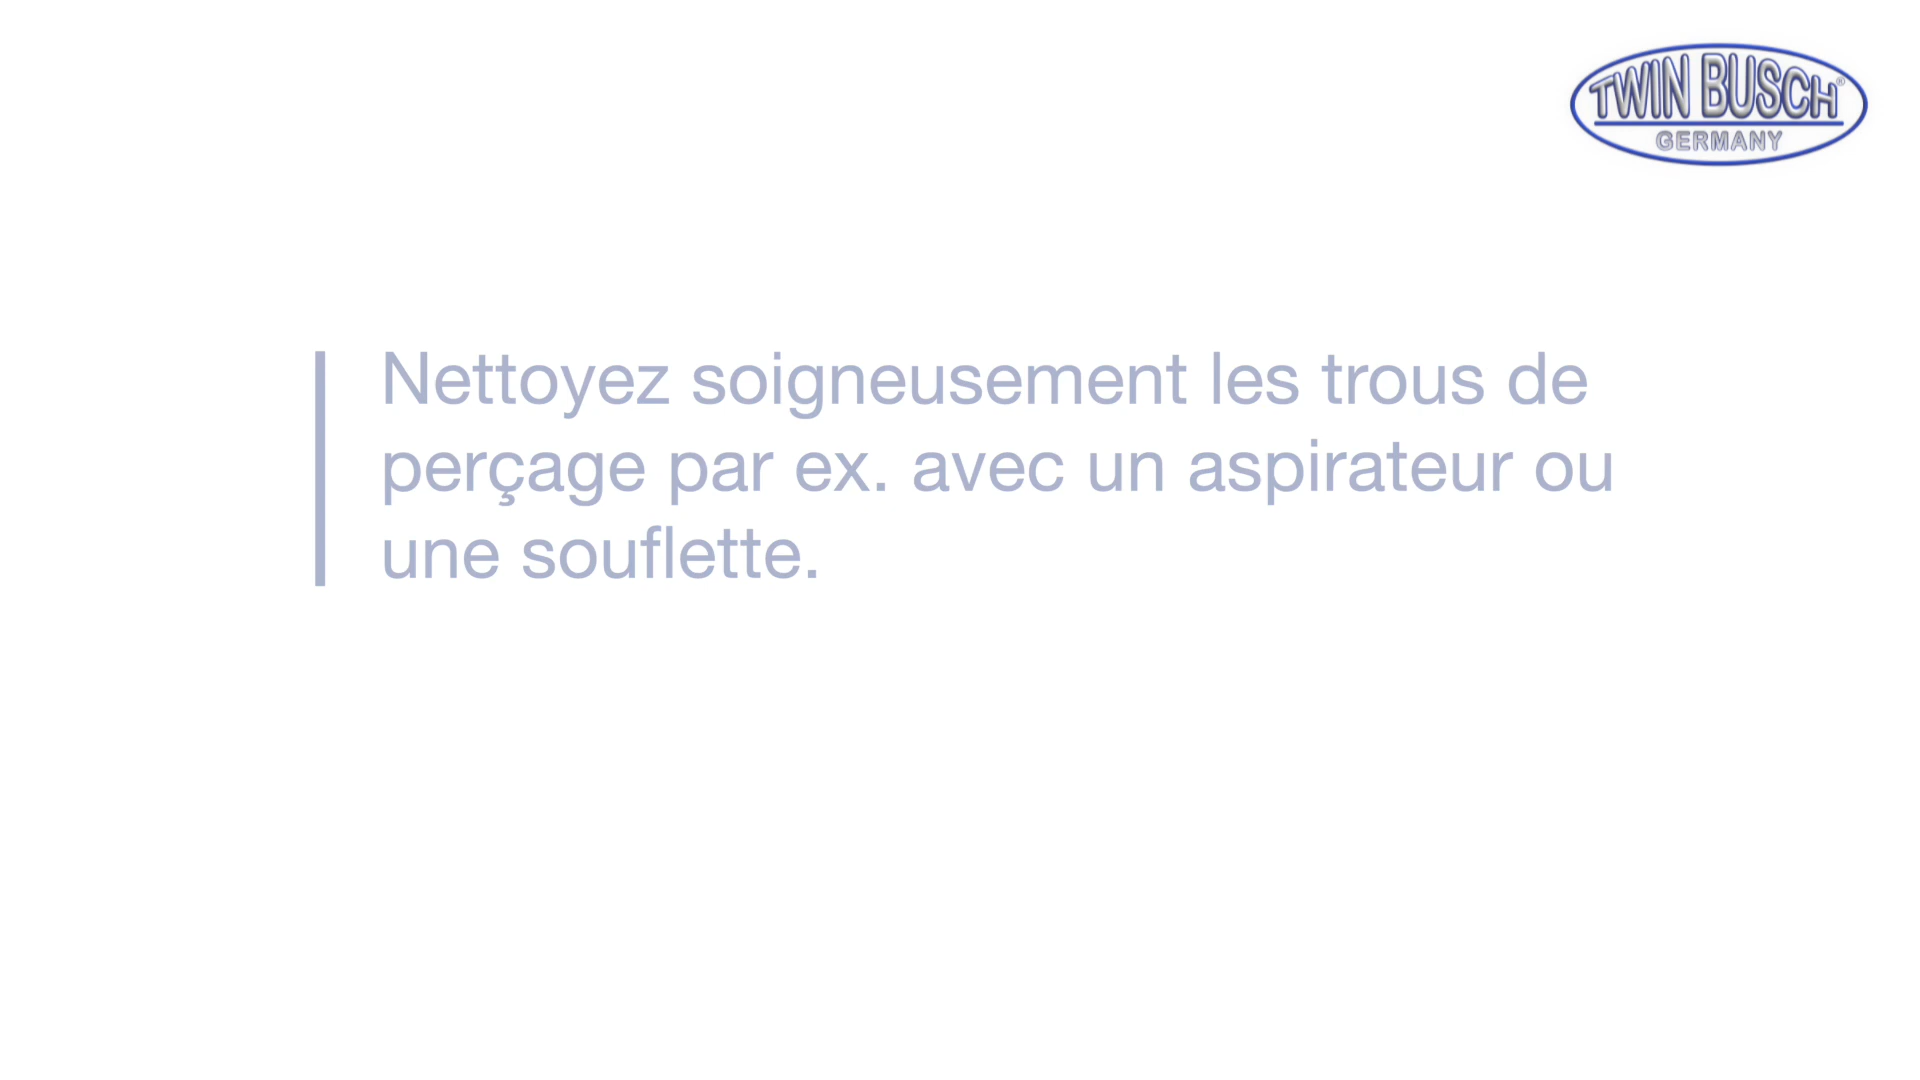 TWIN BUSCH®
GERMANY
Nettoyez soigneusement les trous de
perçage par ex. avec un aspirateur ou
une souflette.